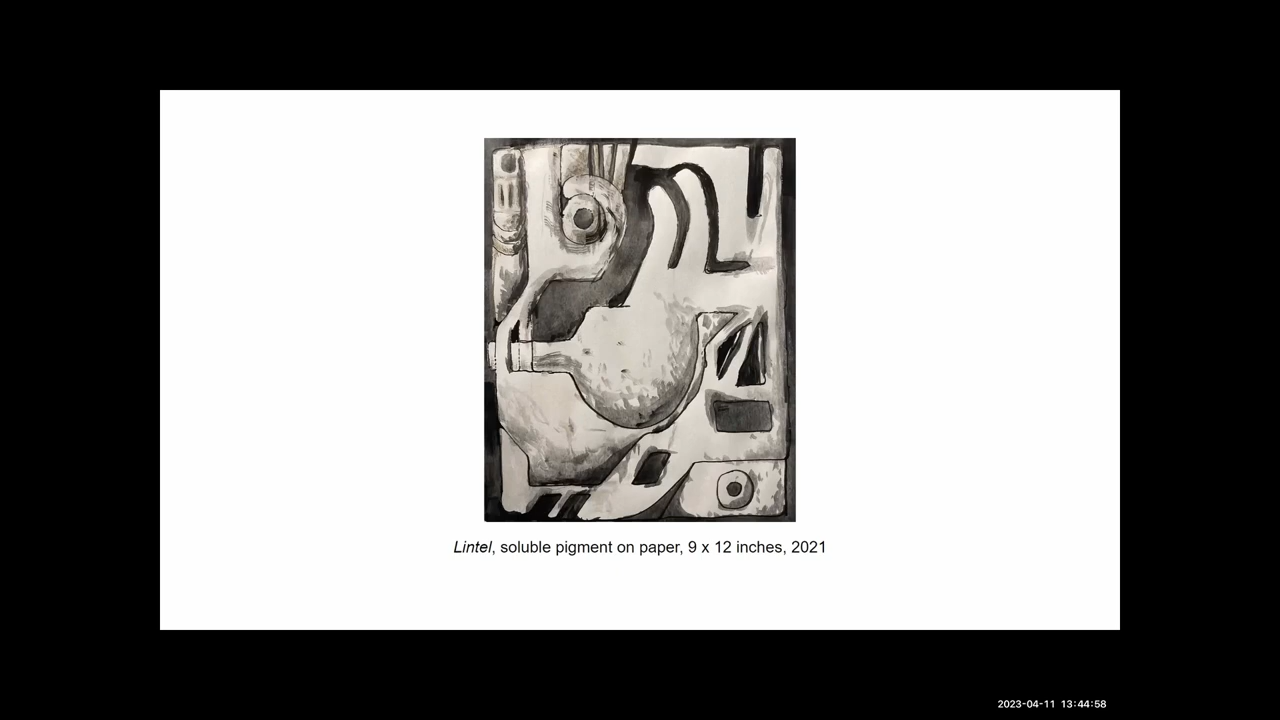 Lintel, soluble pigment on paper, 9 x 12 inches, 2021
2023-04-11 13:44:58